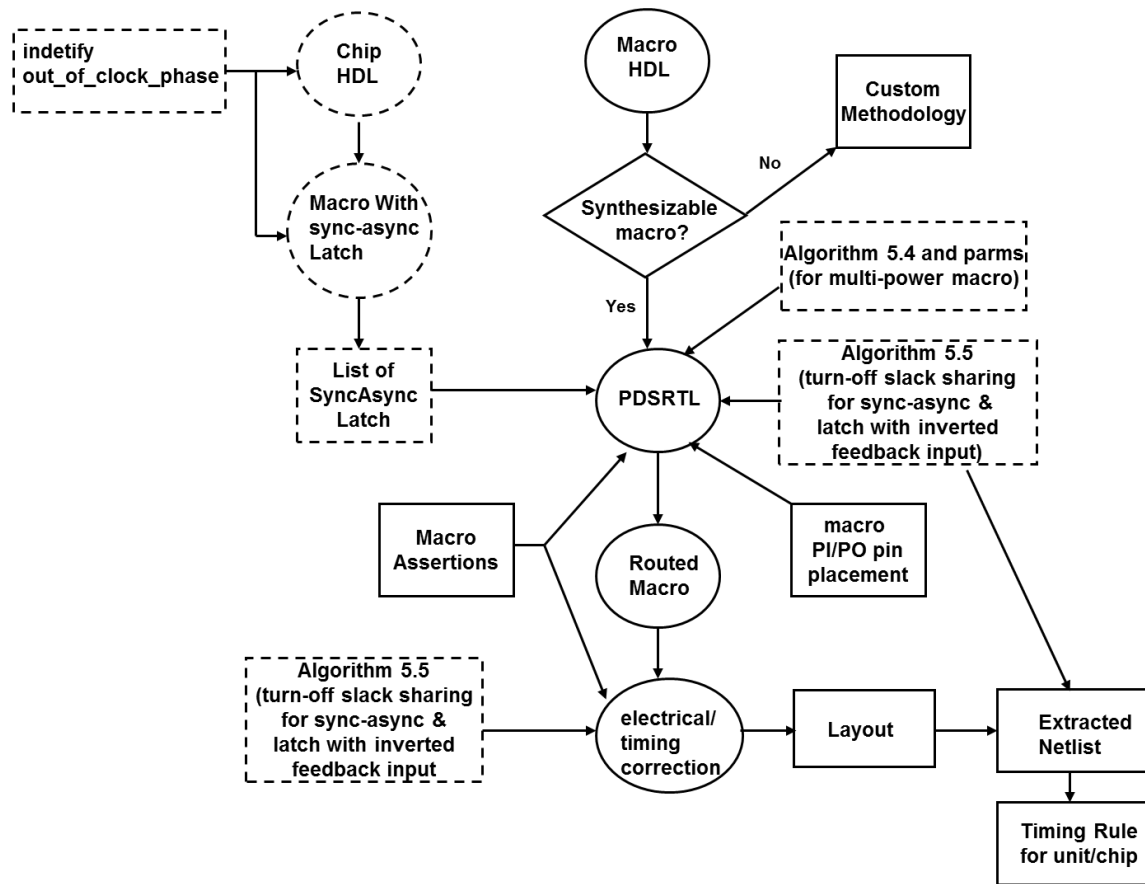 indetify
out_of_clock_phase
Chip
HDL
Macro
HDL
Custom
Methodology
No
Macro With
sync-async
Latch
Synthesizable
macro?
Algorithm 5.4 and parms
(for multi-power macro)
Yes
List of
SyncAsync
Latch
PDSRTL
Algorithm 5.5
(turn-off slack sharing
for sync-async &
latch with inverted
feedback input)
Macro
Assertions
Routed
Macro
macro
PI/PO pin
placement
Algorithm 5.5
(turn-off slack sharing
for sync-async &
latch with inverted
feedback input
electrical/
timing
correction
Layout
Extracted
Netlist
Timing Rule
for unit/chip